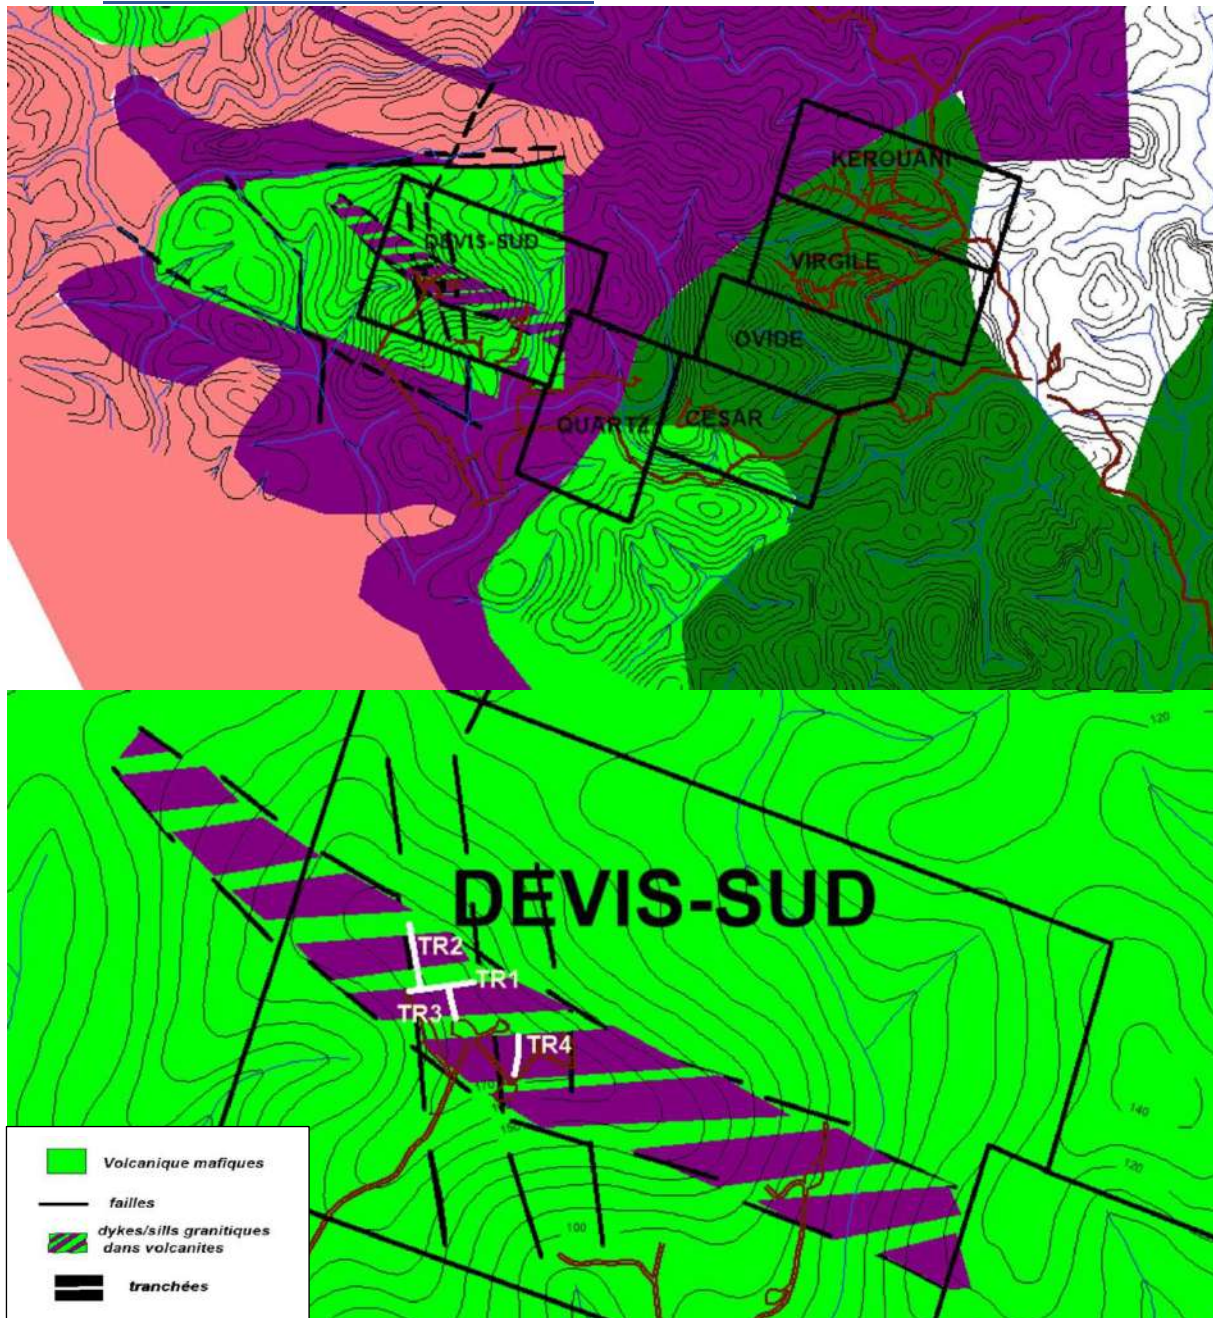 KEROUANI
DEVIS-SUD
VIRGILE
OVIDE
QUARTZ
CESAR
120
DEVIS-SUD
TR2
TR1
TR3
TR4
110
140
120
100
Volcanique mafiques
failles
dykes/sills granitiques
dans volcanites
tranchées